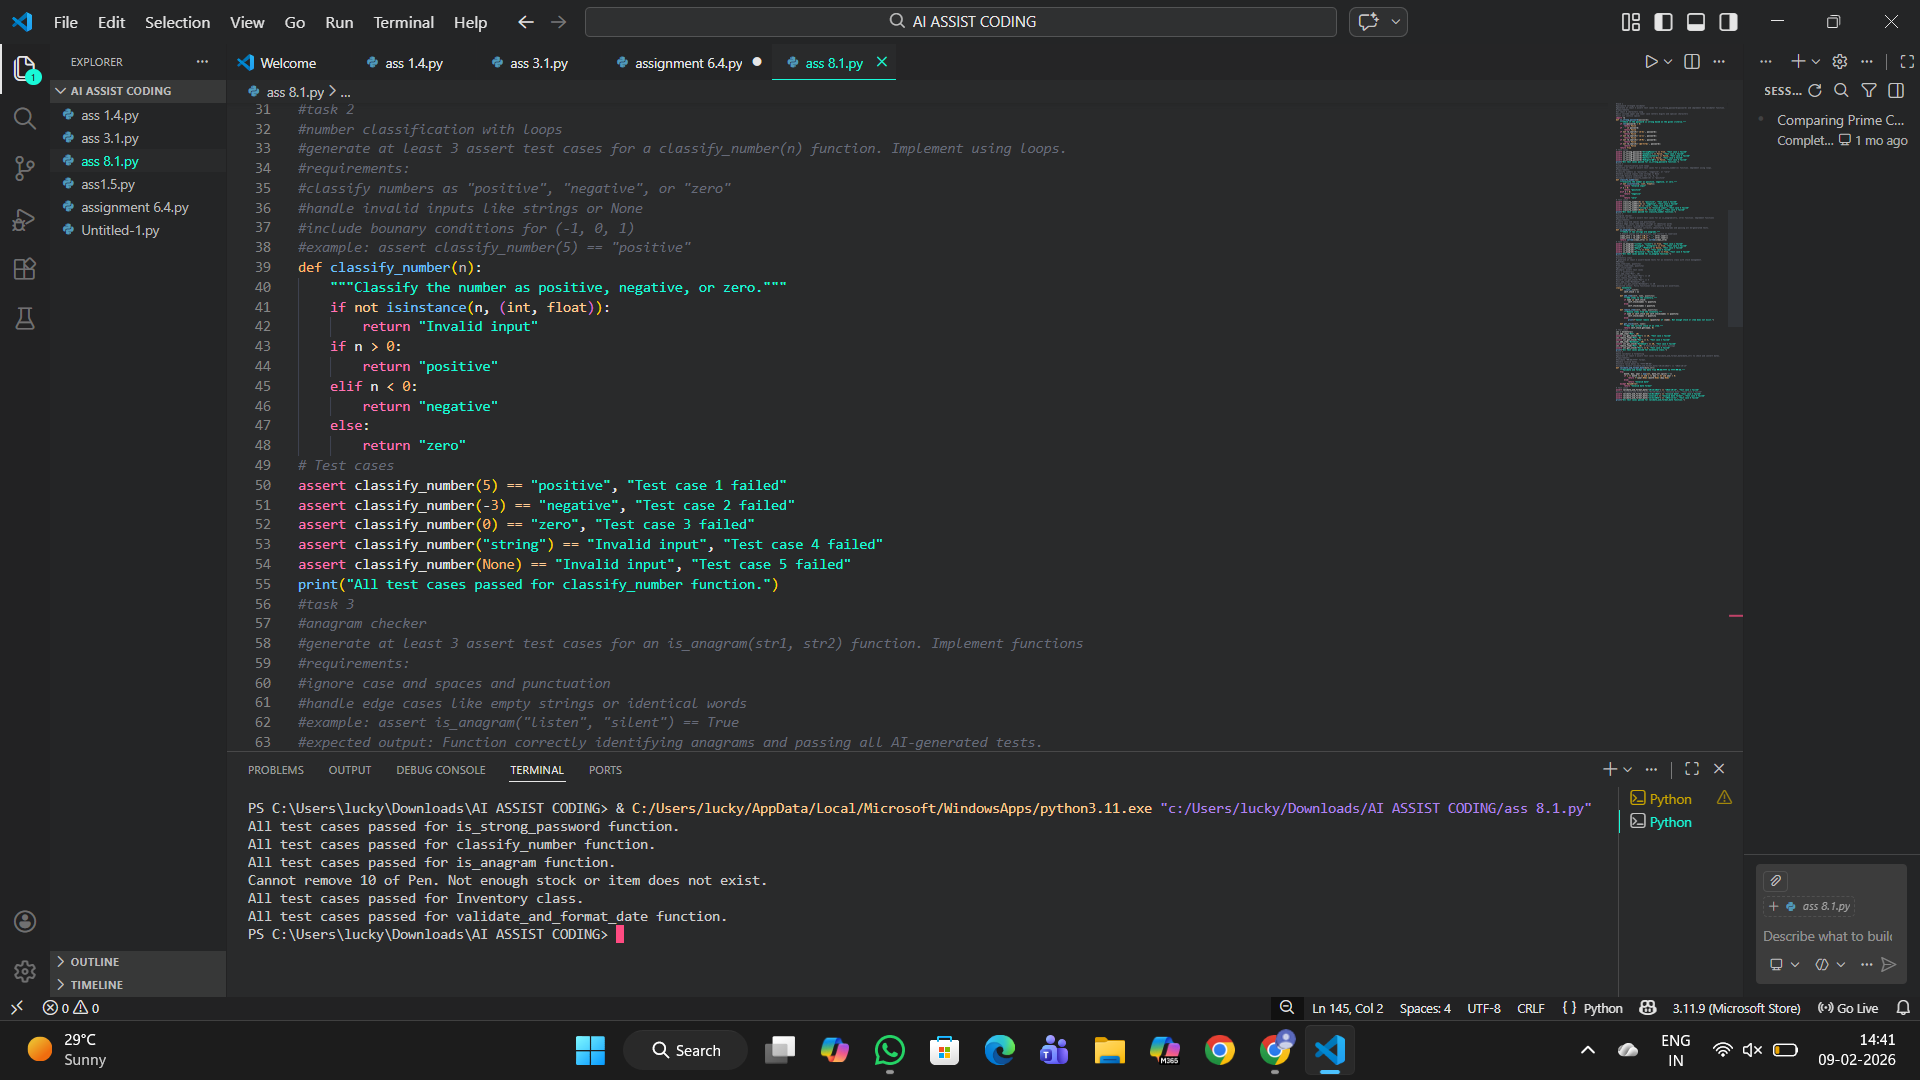 File Edit Selection View Go Run Terminal Help
AI ASSIST CODING
EXPLORER
AI ASSIST CODING
ass 1.4.py
ass 3.1.py
ass 8.1.py
ass1.5.py
assignment 6.4.py
Untitled-1.py
OUTLINE
TIMELINE
1
Welcome ass 1.4.py ass 3.1.py assignment 6.4.py ass 8.1.py
ass 8.1.py > ...
31 #task 2
32 #number classification with loops
33 #generate at least 3 assert test cases for a classify_number(n) function. Implement using loops.
34 #requirements:
35 #classify numbers as "positive", "negative", or "zero"
36 #handle invalid inputs like strings or None
37 #include bounary conditions for (-1, 0, 1)
38 #example: assert classify_number(5) == "positive"
39 def classify_number(n):
40 """Classify the number as positive, negative, or zero."""
41 if not isinstance(n, (int, float)):
42 return "Invalid input"
43 if n > 0:
44 return "positive"
45 elif n < 0:
46 return "negative"
47 else:
48 return "zero"
49 # Test cases
50 assert classify_number(5) == "positive", "Test case 1 failed"
51 assert classify_number(-3) == "negative", "Test case 2 failed"
52 assert classify_number(0) == "zero", "Test case 3 failed"
53 assert classify_number("string") == "Invalid input", "Test case 4 failed"
54 assert classify_number(None) == "Invalid input", "Test case 5 failed"
55 print("All test cases passed for classify_number function.")
56 #task 3
57 #anagram checker
58 #generate at least 3 assert test cases for an is_anagram(str1, str2) function. Implement functions
59 #requirements:
60 #ignore case and spaces and punctuation
61 #handle edge cases like empty strings or identical words
62 #example: assert is_anagram("listen", "silent") == True
63 #expected output: Function correctly identifying anagrams and passing all AI-generated tests.
PROBLEMS OUTPUT DEBUG CONSOLE TERMINAL PORTS
PS C:\Users\lucky\Downloads\AI ASSIST CODING> & C:/Users/lucky/AppData/Local/Microsoft/WindowsApps/python3.11.exe "c:/Users/lucky/Downloads/AI ASSIST CODING/ass 8.1.py"
All test cases passed for is_strong_password function.
All test cases passed for classify_number function.
All test cases passed for is_anagram function.
Cannot remove 10 of Pen. Not enough stock or item does not exist.
All test cases passed for Inventory class.
All test cases passed for validate_and_format_date function.
PS C:\Users\lucky\Downloads\AI ASSIST CODING>
Python
Python
SESS...
Comparing Prime C...
Complet... 1 mo ago
ass 8.1.py
Describe what to buil
0 0
Ln 145, Col 2 Spaces: 4 UTF-8 CRLF { } Python 3.11.9 (Microsoft Store) Go Live
29°C
Sunny
Search
M365
ENG
IN
14:41
09-02-2026